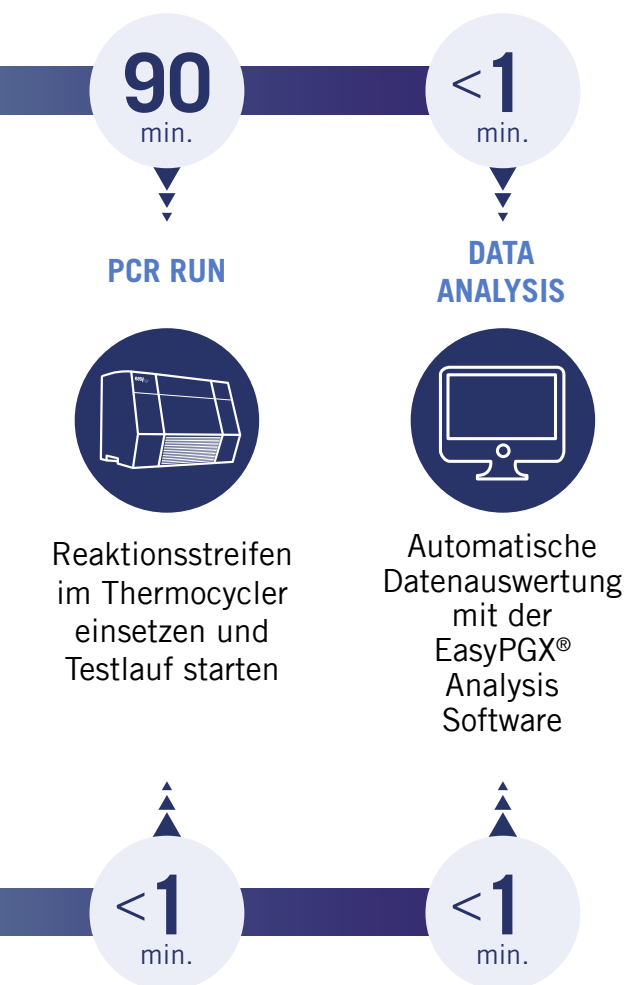 90
min.
<1
min.
PCR RUN
DATA
ANALYSIS
easy
Reaktionsstreifen
im Thermocycler
einsetzen und
Testlauf starten
Automatische
Datenauswertung
mit der
EasyPGX®
Analysis
Software
<1
min.
<1
min.